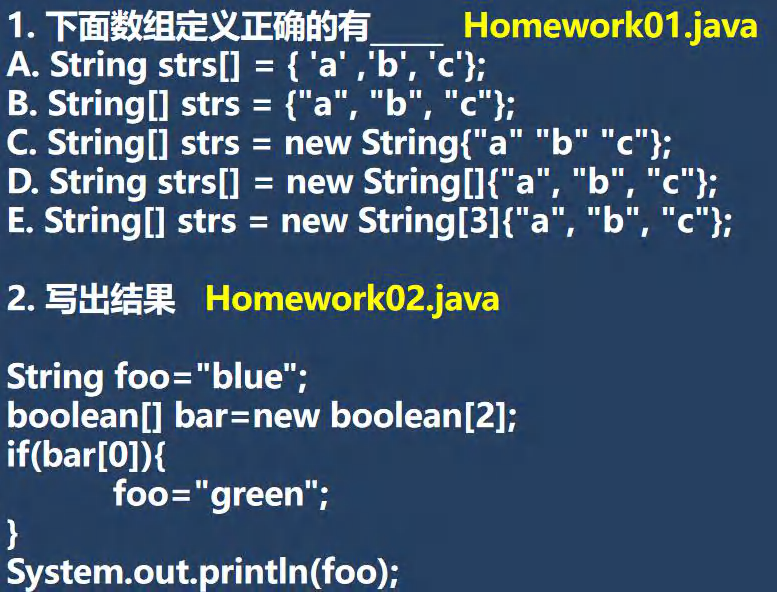 1. 下面数组定义正确的有_____ Homework01.java
A. String strs[] = { 'a' ,'b', 'c'};
B. String[] strs = {"a", "b", "c"};
C. String[] strs = new String{"a" "b" "c"};
D. String strs[] = new String[]{"a", "b", "c"};
E. String[] strs = new String[3]{"a", "b", "c"};
2. 写出结果 Homework02.java
String foo="blue";
boolean[] bar=new boolean[2];
if(bar[0]){
foo="green";
}
System.out.println(foo);